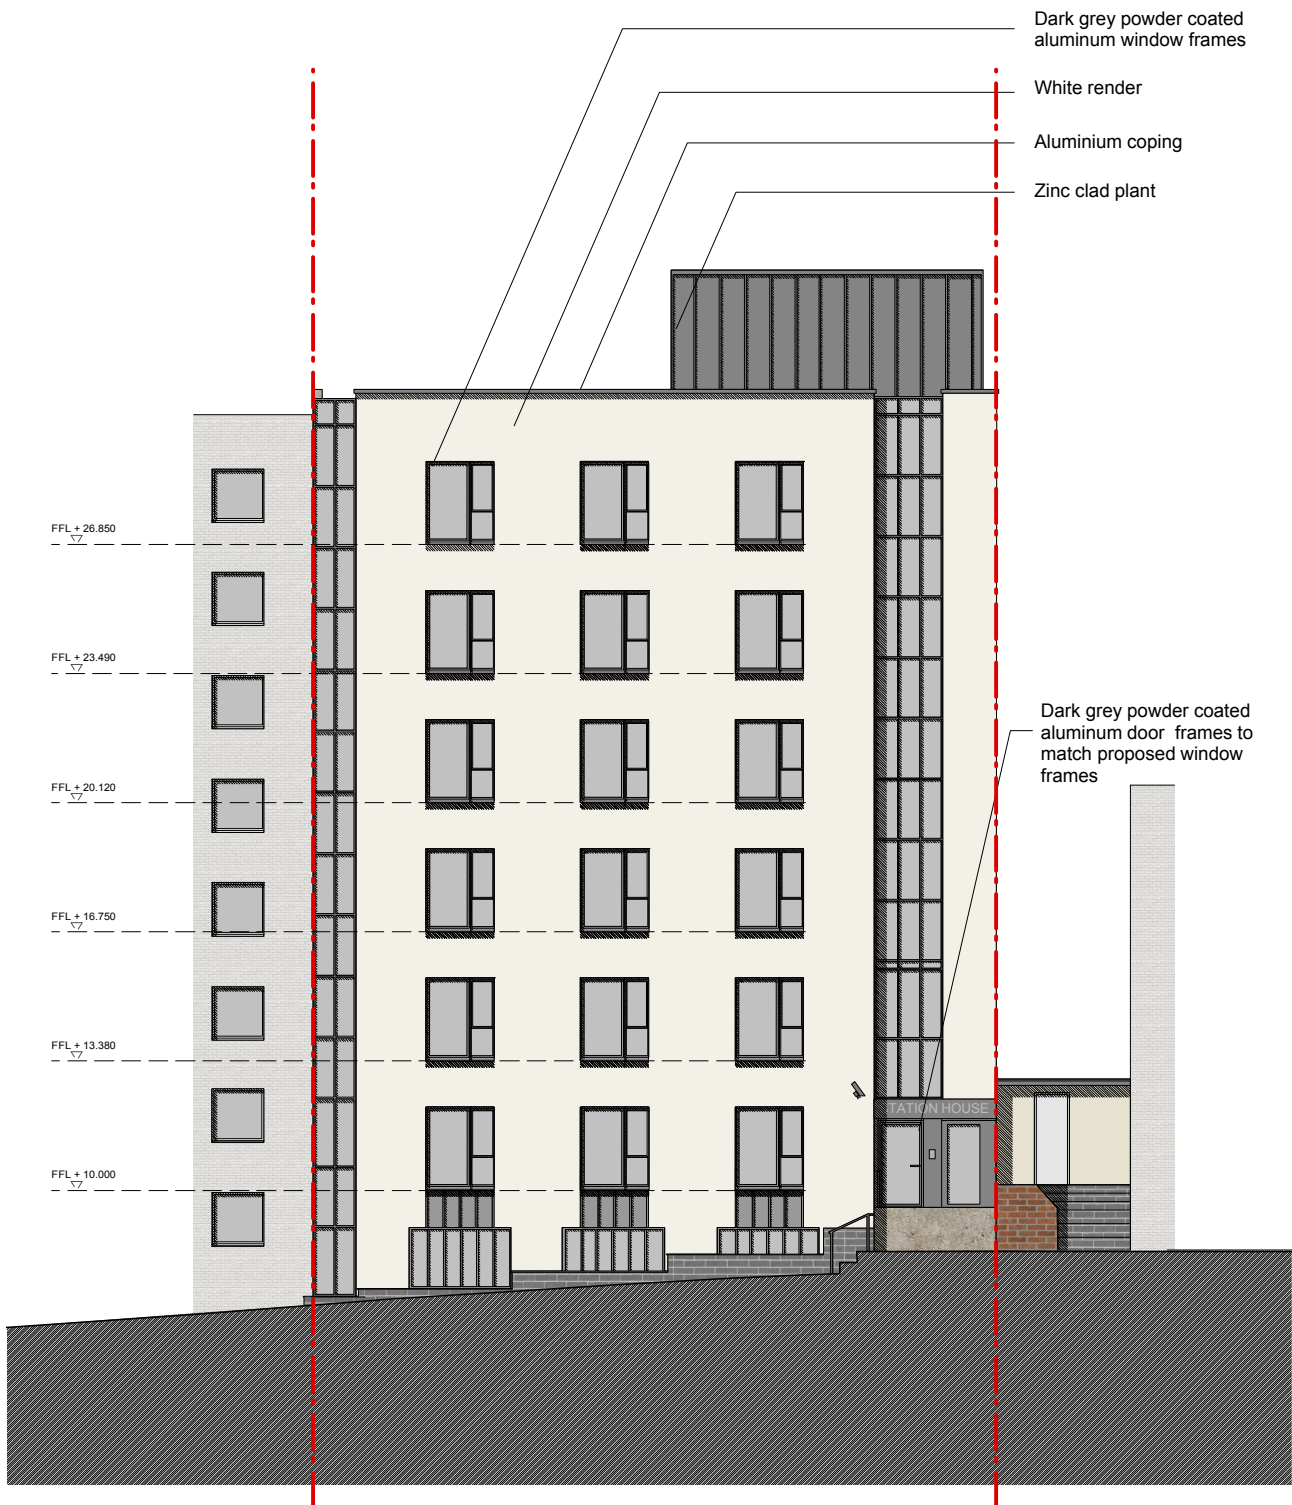 Dark grey powder coated
aluminum window frames
White render
Aluminium coping
Zinc clad plant
FFL + 26.850
FFL + 23.490
Dark grey powder coated
aluminum door frames to
match proposed window
frames
FFL + 20.120
FFL + 16.750
FFL + 13.380
TATION HOUSE
FFL + 10.000